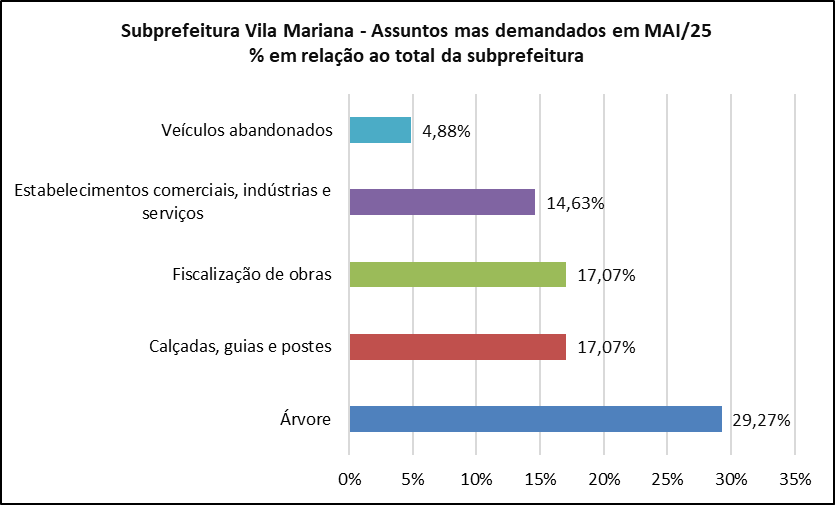 Subprefeitura Vila Mariana - Assuntos mas demandados em MAI/25
% em relação ao total da subprefeitura
Veículos abandonados
4,88%
Estabelecimentos comerciais, indústrias e
serviços
14,63%
Fiscalização de obras
17,07%
Calçadas, guias e postes
17,07%
Árvore
29,27%
0% 5% 10% 15% 20% 25% 30% 35%